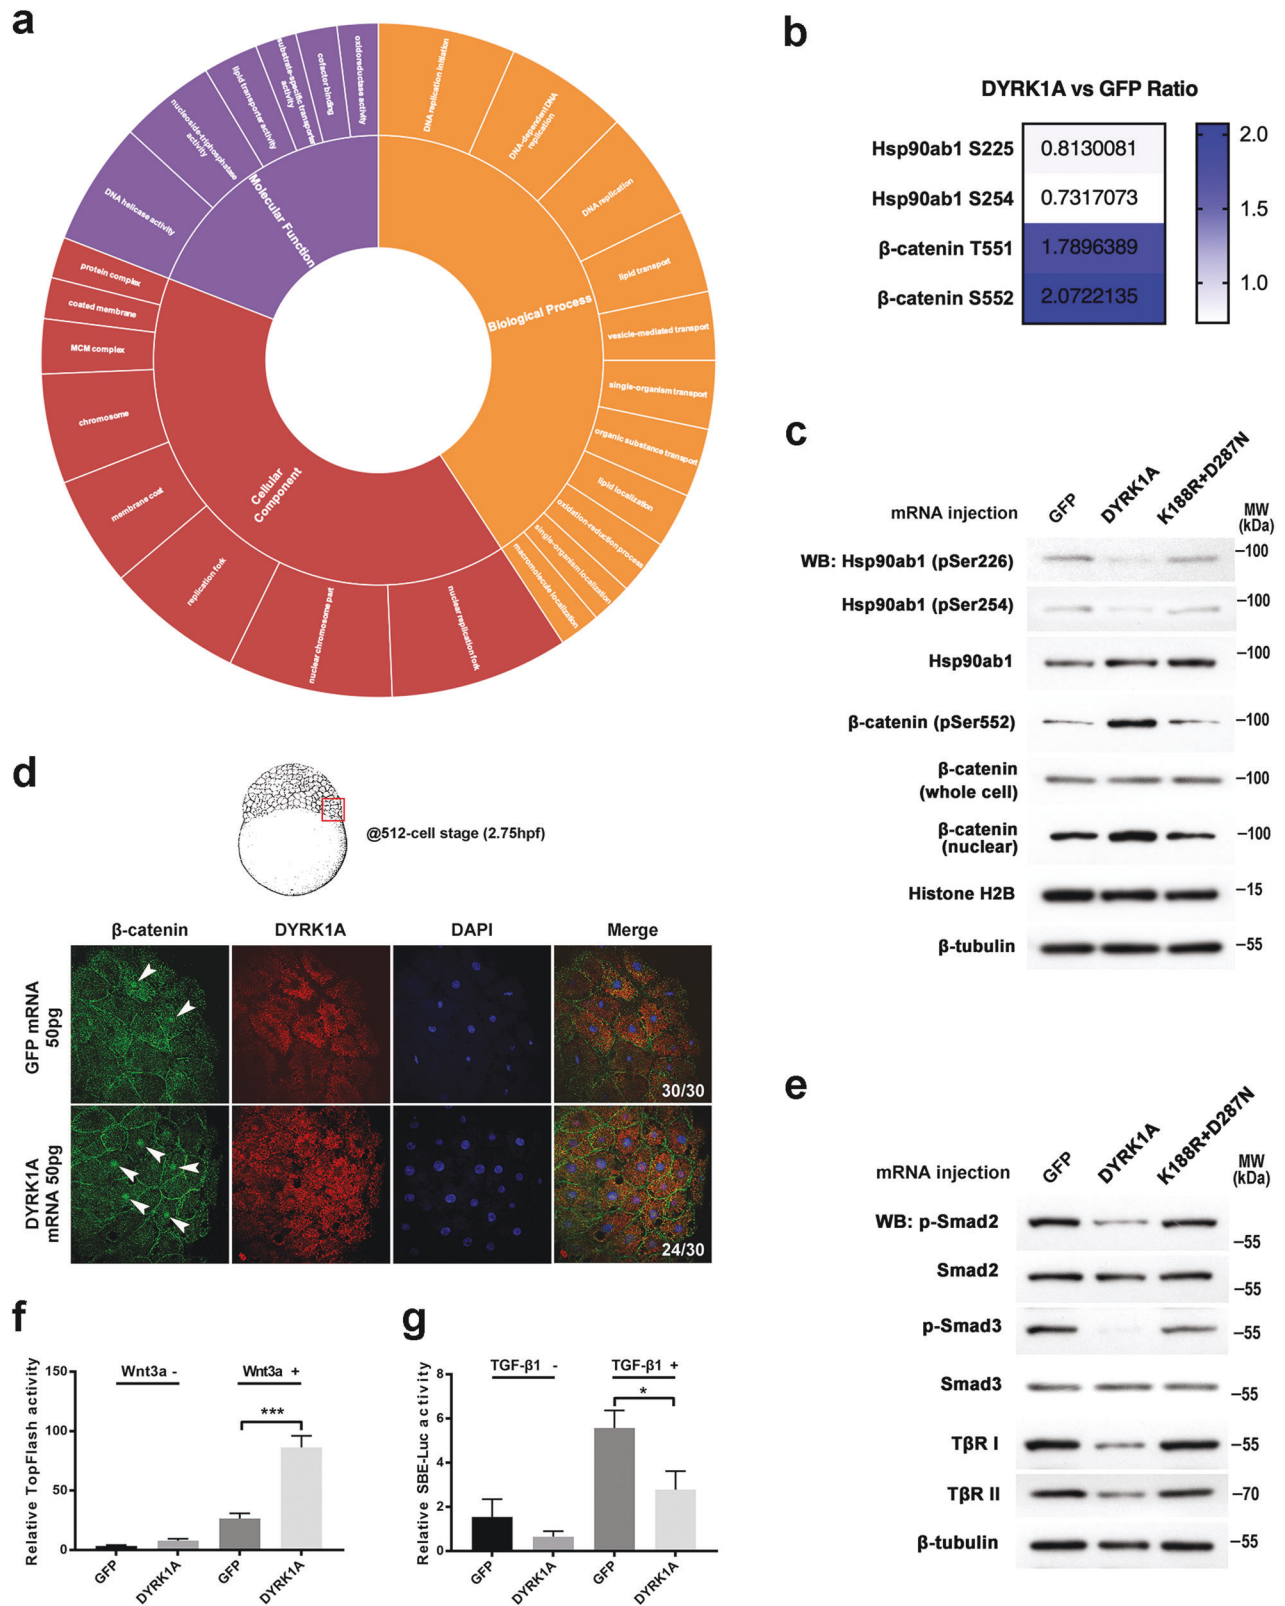 a
DNA replication initiation
DNA-dependent DNA
replication
DNA replication
lipid transport
vesicle-mediated transport
single-organism transport
organic substance transport
lipid localization
oxidation-reduction process
single-organism localization
macromolecule localization
nuclear replication fork
nuclear chromosome part
replication fork
membrane coat
chromosome
MCM complex
coated membrane
protein complex
DNA helicase activity
nucleoside-triphosphatase
activity
lipid transporter activity
substrate-specific transporter
activity
cofactor binding
oxidoreductase activity
Molecular Function
Biological Process
Cellular
Component
b
DYRK1A vs GFP Ratio
Hsp90ab1 S225 0.8130081
Hsp90ab1 S254 0.7317073
β-catenin T551 1.7896389
β-catenin S552 2.0722135
2.0
1.5
1.0
c
mRNA injection GFP DYRK1A K188R+D287N MW
(kDa)
WB: Hsp90ab1 (pSer226) –100
Hsp90ab1 (pSer254) –100
Hsp90ab1 –100
β-catenin (pSer552) –100
β-catenin
(whole cell) –100
β-catenin
(nuclear) –100
Histone H2B –15
β-tubulin –55
d
@512-cell stage (2.75hpf)
β-catenin DYRK1A DAPI Merge
GFP mRNA
50pg
30/30
DYRK1A
mRNA 50pg
24/30
e
mRNA injection GFP DYRK1A K188R+D287N MW
(kDa)
WB: p-Smad2 –55
Smad2 –55
p-Smad3 –55
Smad3 –55
TβR I –55
TβR II –70
β-tubulin –55
f
Relative TopFlash activity
150
100
50
0
Wnt3a - Wnt3a +
***
GFP DYRK1A GFP DYRK1A
g
Relative SBE-Luc activity
8
6
4
2
0
TGF-β1 - TGF-β1 +
*
GFP DYRK1A GFP DYRK1A